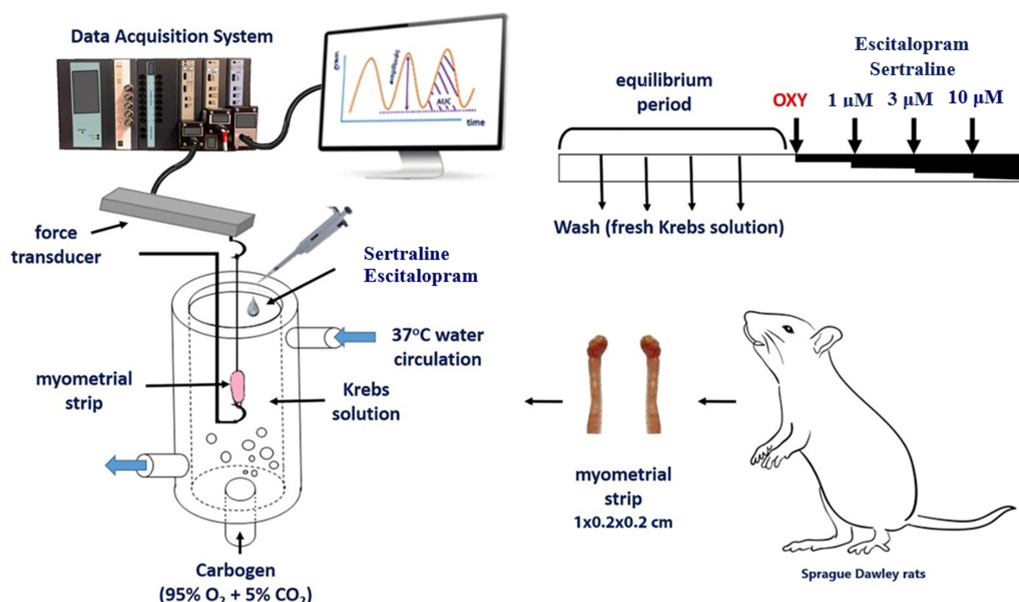 Data Acquisition System
gram
Amplitude
AUC
time
Escitalopram
Sertraline
equilibrium
period
OXY
1 µM
3 µM
10 µM
Wash (fresh Krebs solution)
force
transducer
Sertraline
Escitalopram
37°C water
circulation
myometrial
strip
Krebs
solution
myometrial
strip
1x0.2x0.2 cm
Carbogen
(95% O₂ + 5% CO₂)
Sprague Dawley rats